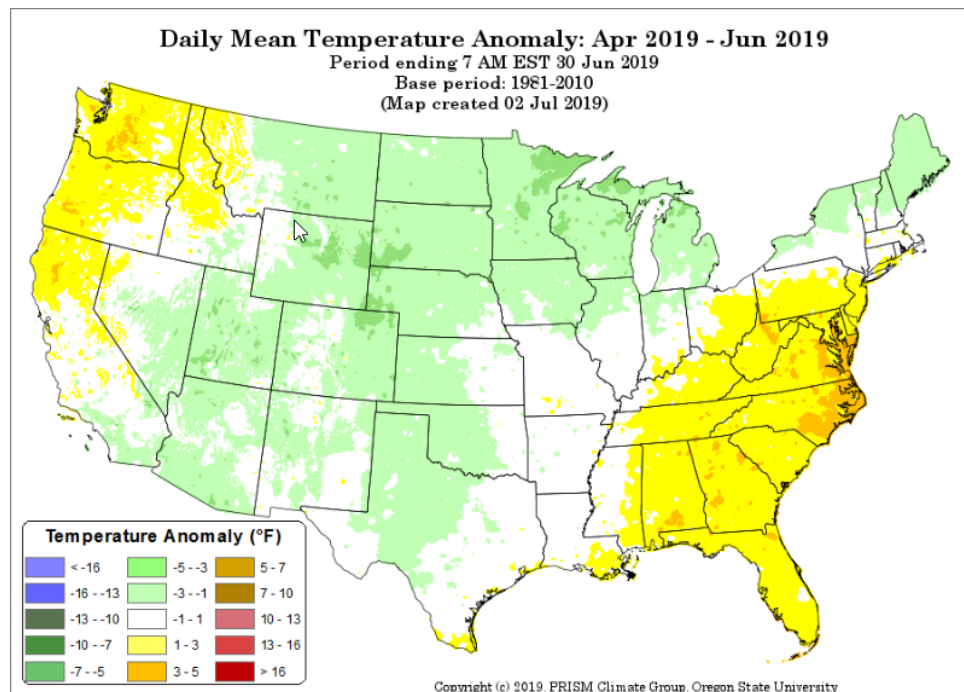 Daily Mean Temperature Anomaly: Apr 2019 - Jun 2019
Period ending 7 AM EST 30 Jun 2019
Base period: 1981-2010
(Map created 02 Jul 2019)
Temperature Anomaly (°F)
< -16
-16 - -13
-13 - -10
-10 - -7
-7 - -5
-5 - -3
-3 - -1
-1 - 1
1 - 3
3 - 5
5 - 7
7 - 10
10 - 13
13 - 16
> 16
Copyright (c) 2019, PRISM Climate Group, Oregon State University